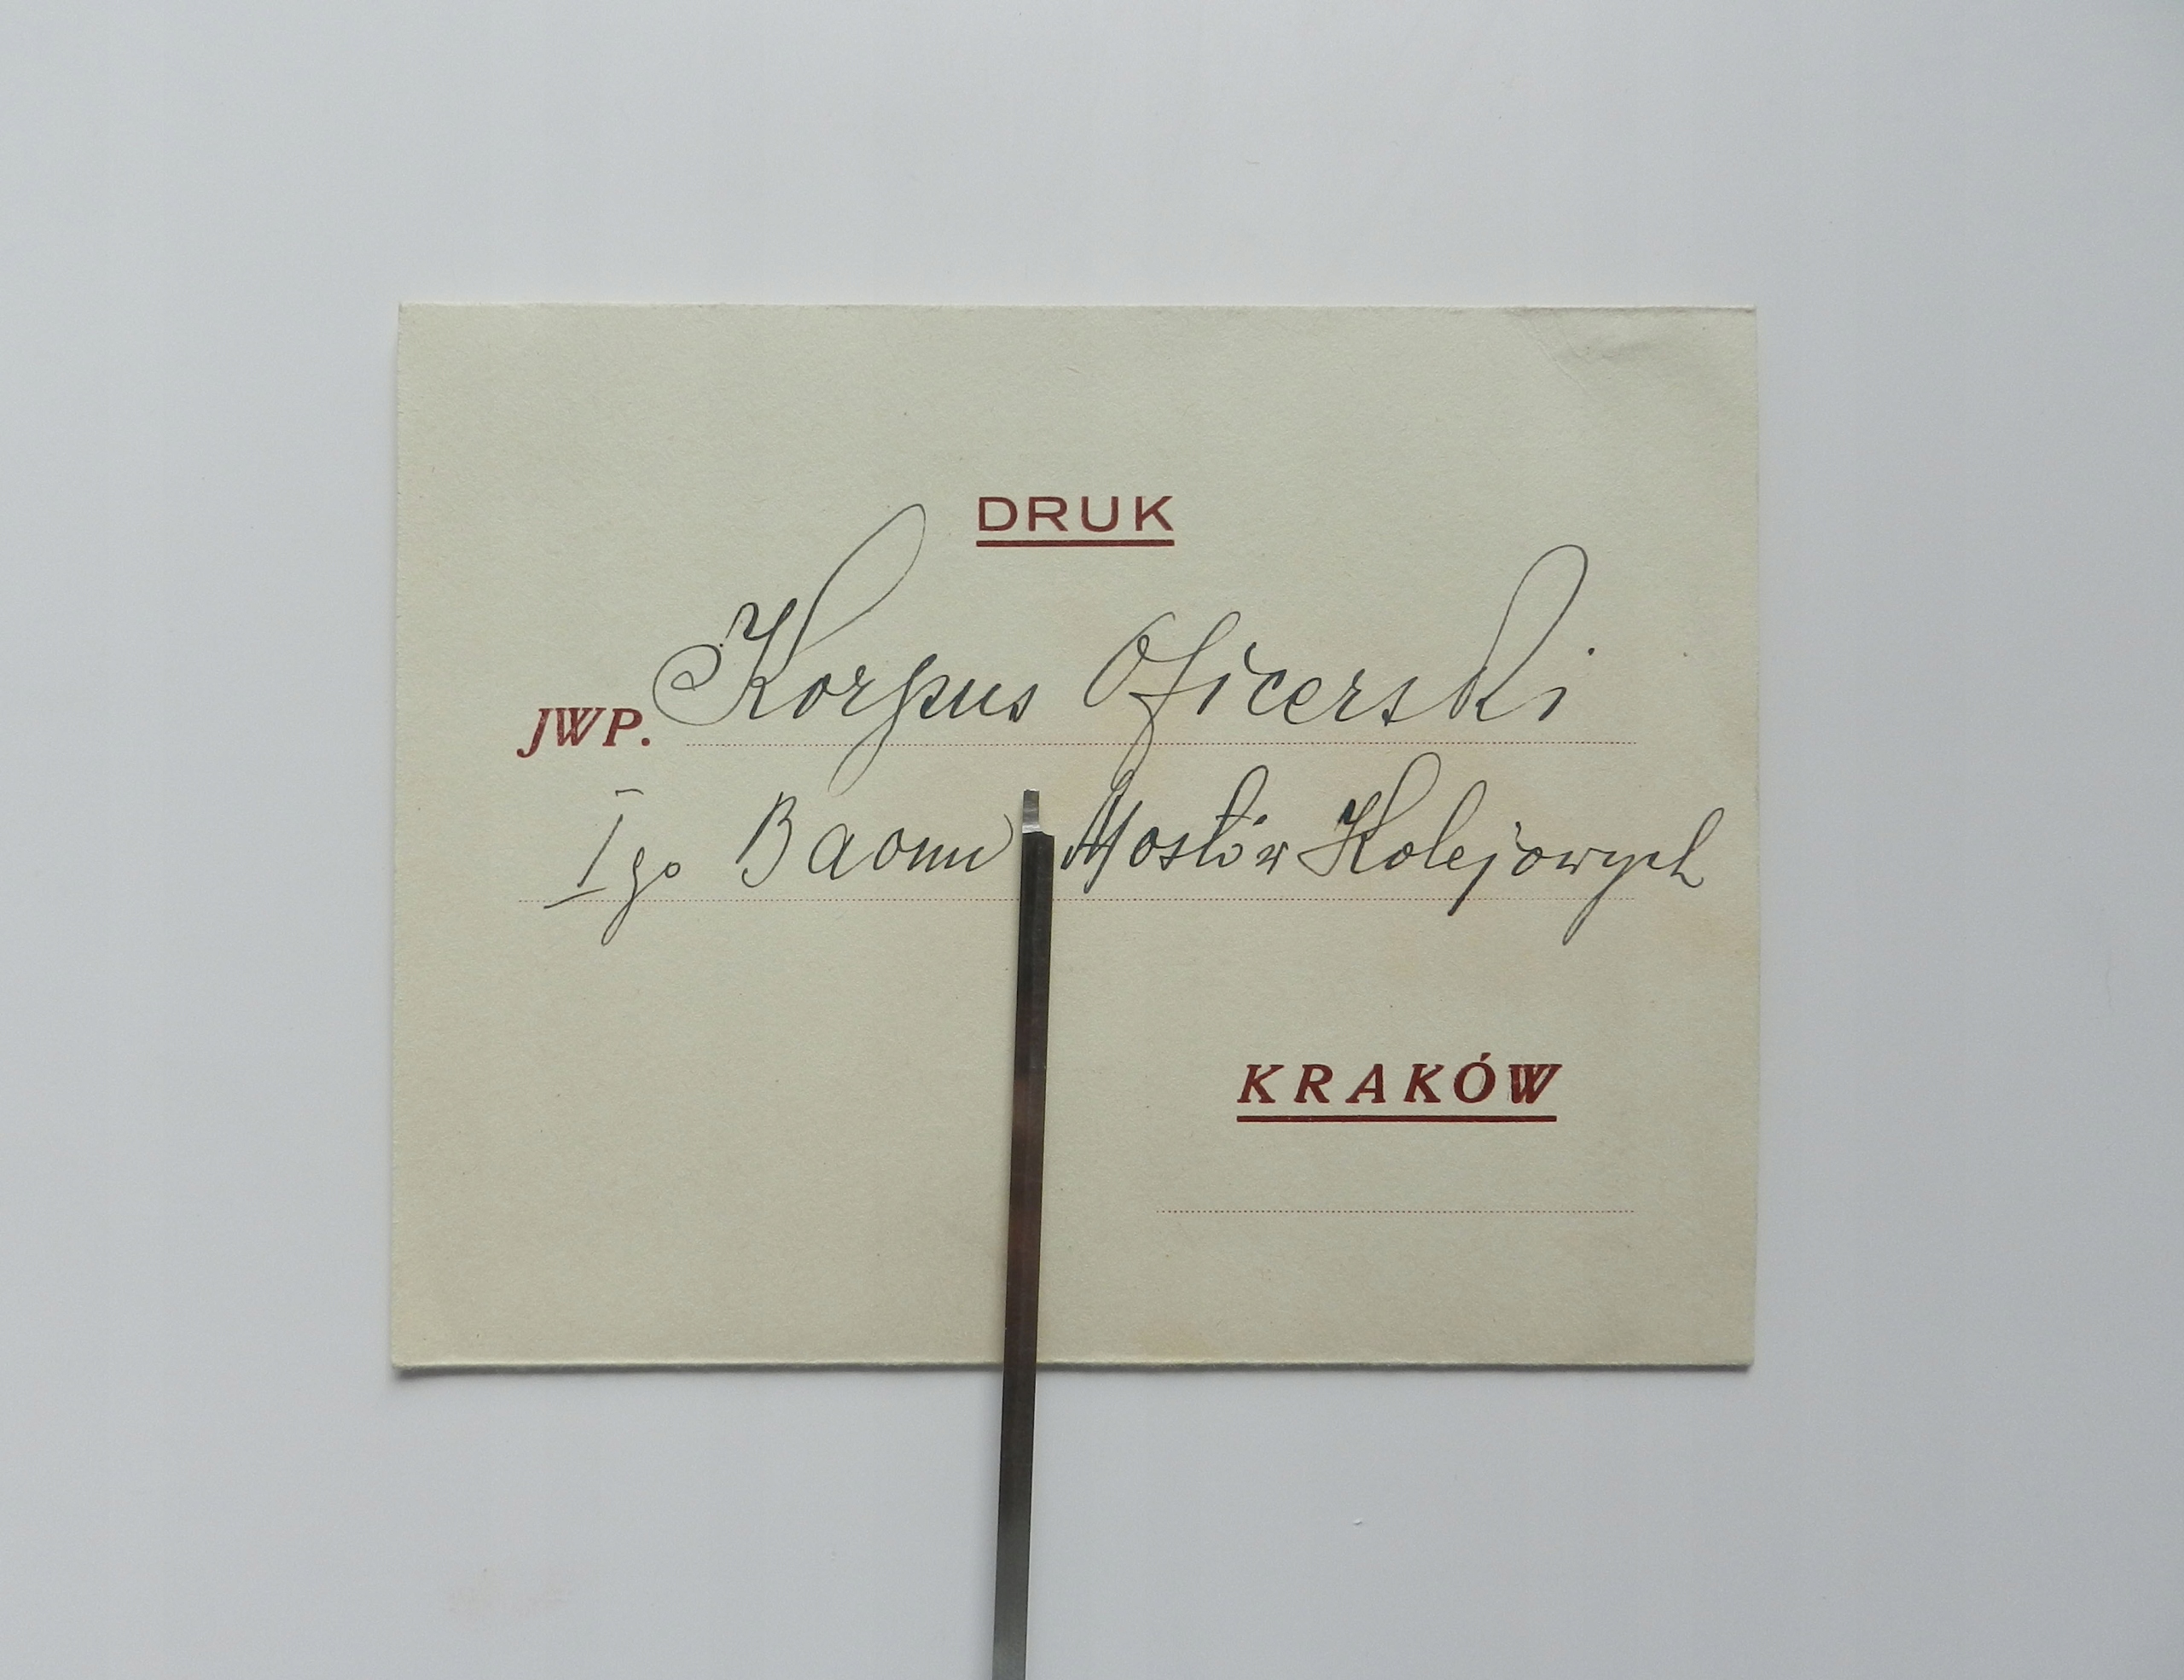 DRUK
JWP. Korpus Oficerski
I go Baonu Mostów Kolejowych
KRAKÓW